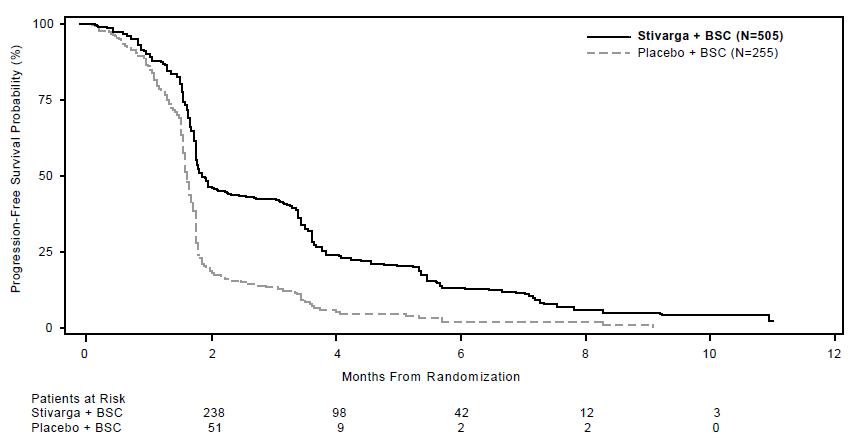 100
75
50
25
0
Progression-Free Survival Probability (%)
Stivarga + BSC (N=505)
Placebo + BSC (N=255)
0 2 4 6 8 10 12
Months From Randomization
Patients at Risk
Stivarga + BSC 238 98 42 12 3
Placebo + BSC 51 9 2 2 0